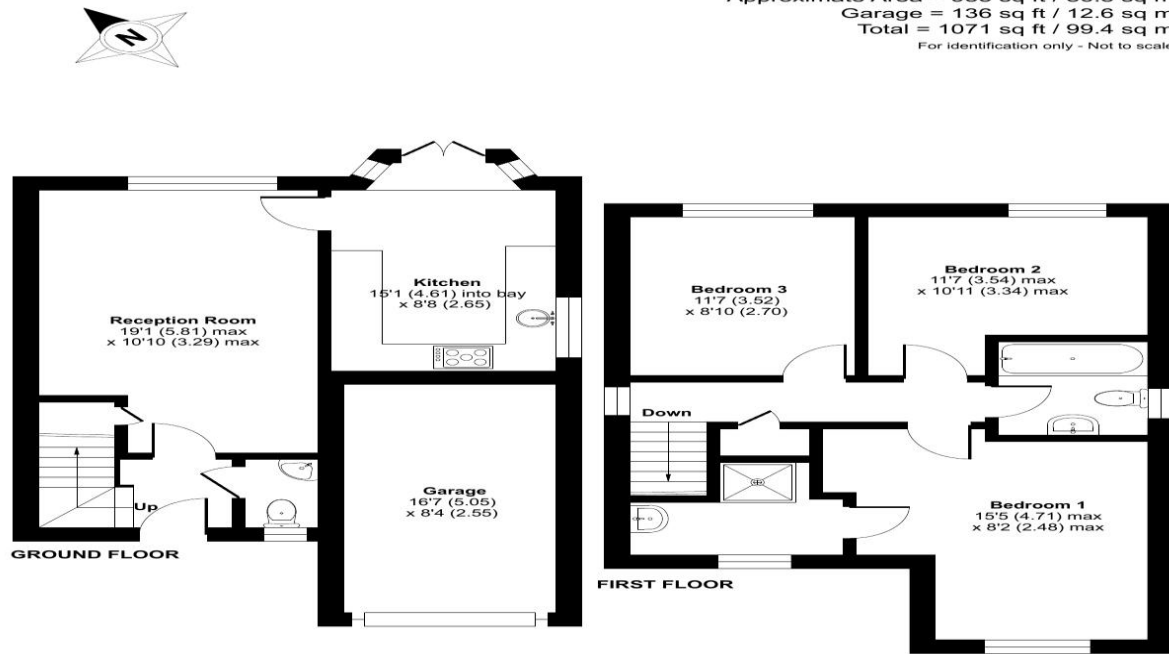 Garage = 136 sq ft / 12.6 sq m
Total = 1071 sq ft / 99.4 sq m
For identification only - Not to scale
N
Kitchen
15'1 (4.61) into bay
x 8'8 (2.65)
Reception Room
19'1 (5.81) max
x 10'10 (3.29) max
Up
Garage
16'7 (5.05)
x 8'4 (2.55)
GROUND FLOOR
Bedroom 3
11'7 (3.52)
x 8'10 (2.70)
Bedroom 2
11'7 (3.54) max
x 10'11 (3.34) max
Down
Bedroom 1
15'5 (4.71) max
x 8'2 (2.48) max
FIRST FLOOR